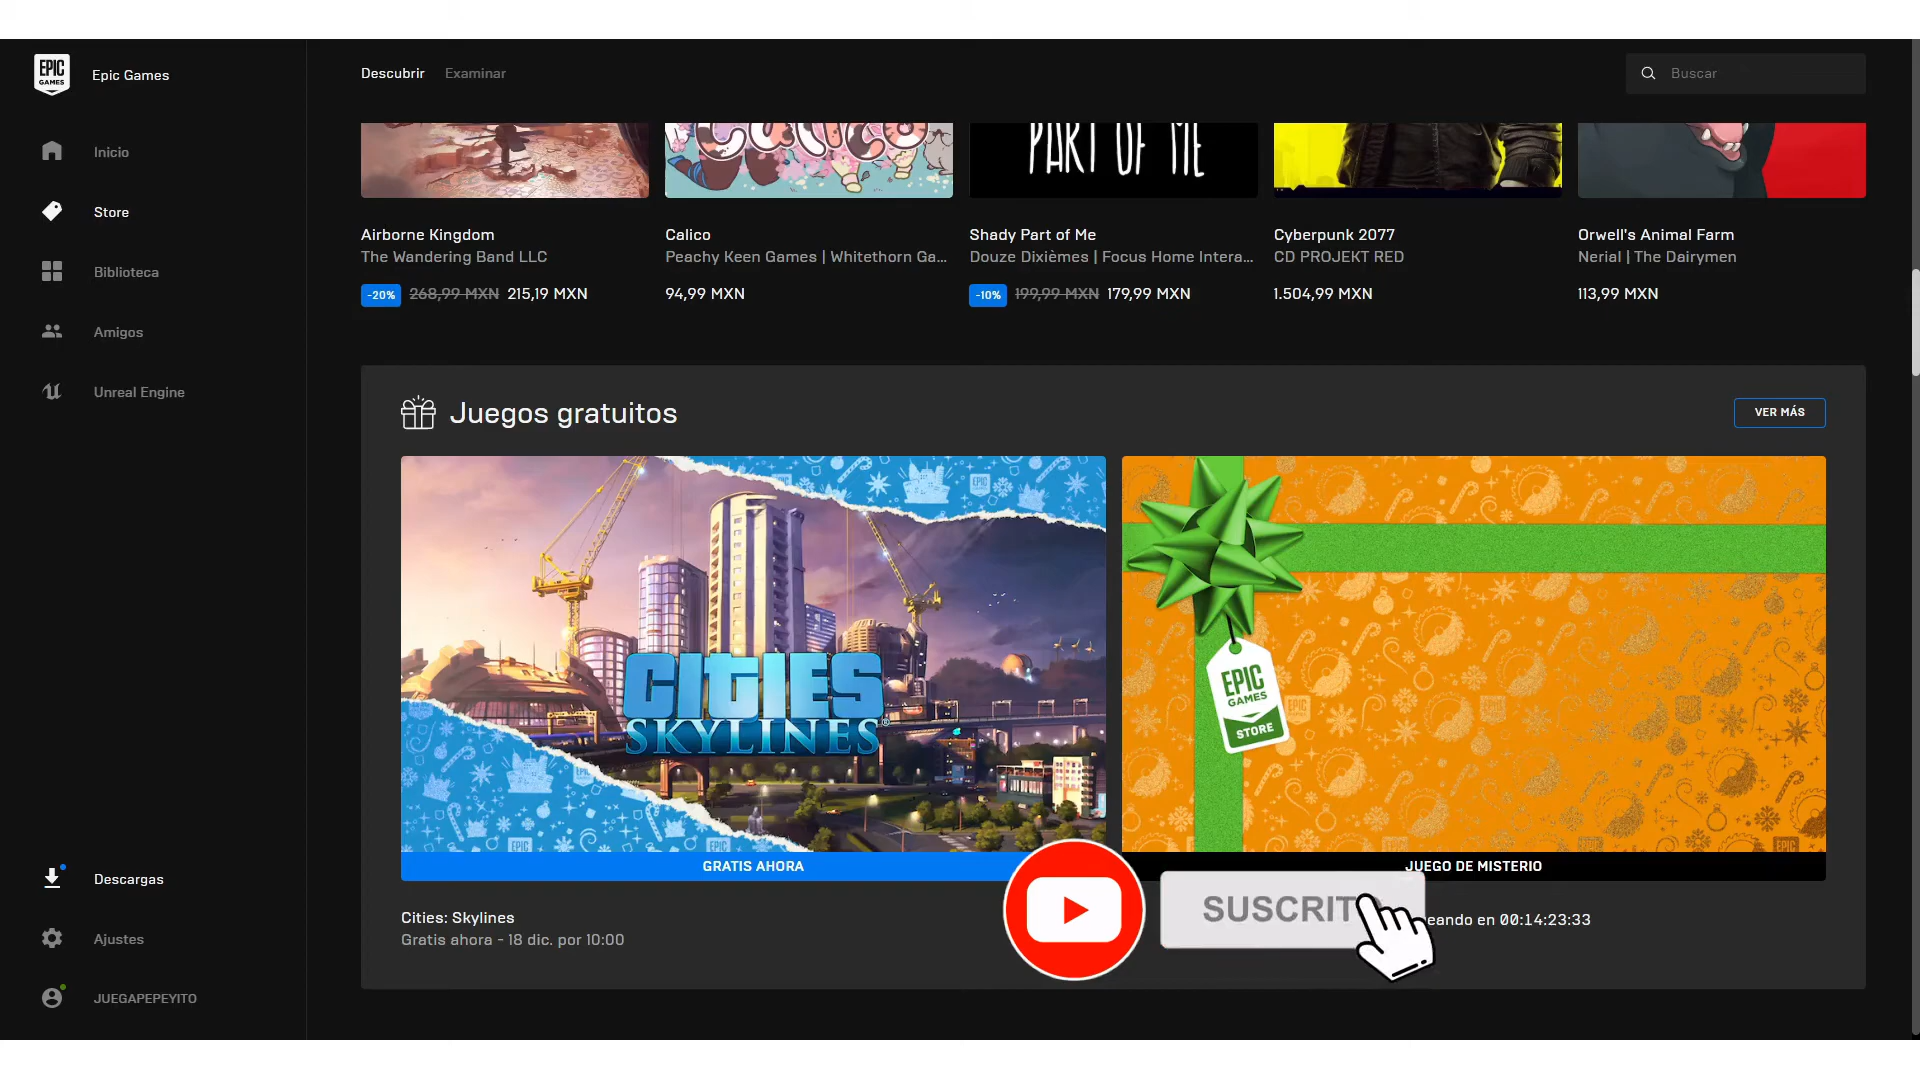 EPIC GAMES
Epic Games
Descubrir
Examinar
Buscar
Inicio
Store
Biblioteca
Amigos
Unreal Engine
Calico
PART OF ME
Airborne Kingdom
The Wandering Band LLC
-20% 268,99 MXN 215,19 MXN
Calico
Peachy Keen Games | Whitethorn Ga...
94,99 MXN
Shady Part of Me
Douze Dixièmes | Focus Home Intera...
-10% 199,99 MXN 179,99 MXN
Cyberpunk 2077
CD PROJEKT RED
1.504,99 MXN
Orwell's Animal Farm
Nerial | The Dairymen
113,99 MXN
Juegos gratuitos
VER MÁS
CITIES
SKYLINES
EPIC
GAMES
STORE
GRATIS AHORA
JUEGO DE MISTERIO
Cities: Skylines
Gratis ahora - 18 dic. por 10:00
SUSCRIT
eando en 00:14:23:33
Descargas
Ajustes
JUEGAPEPEYITO